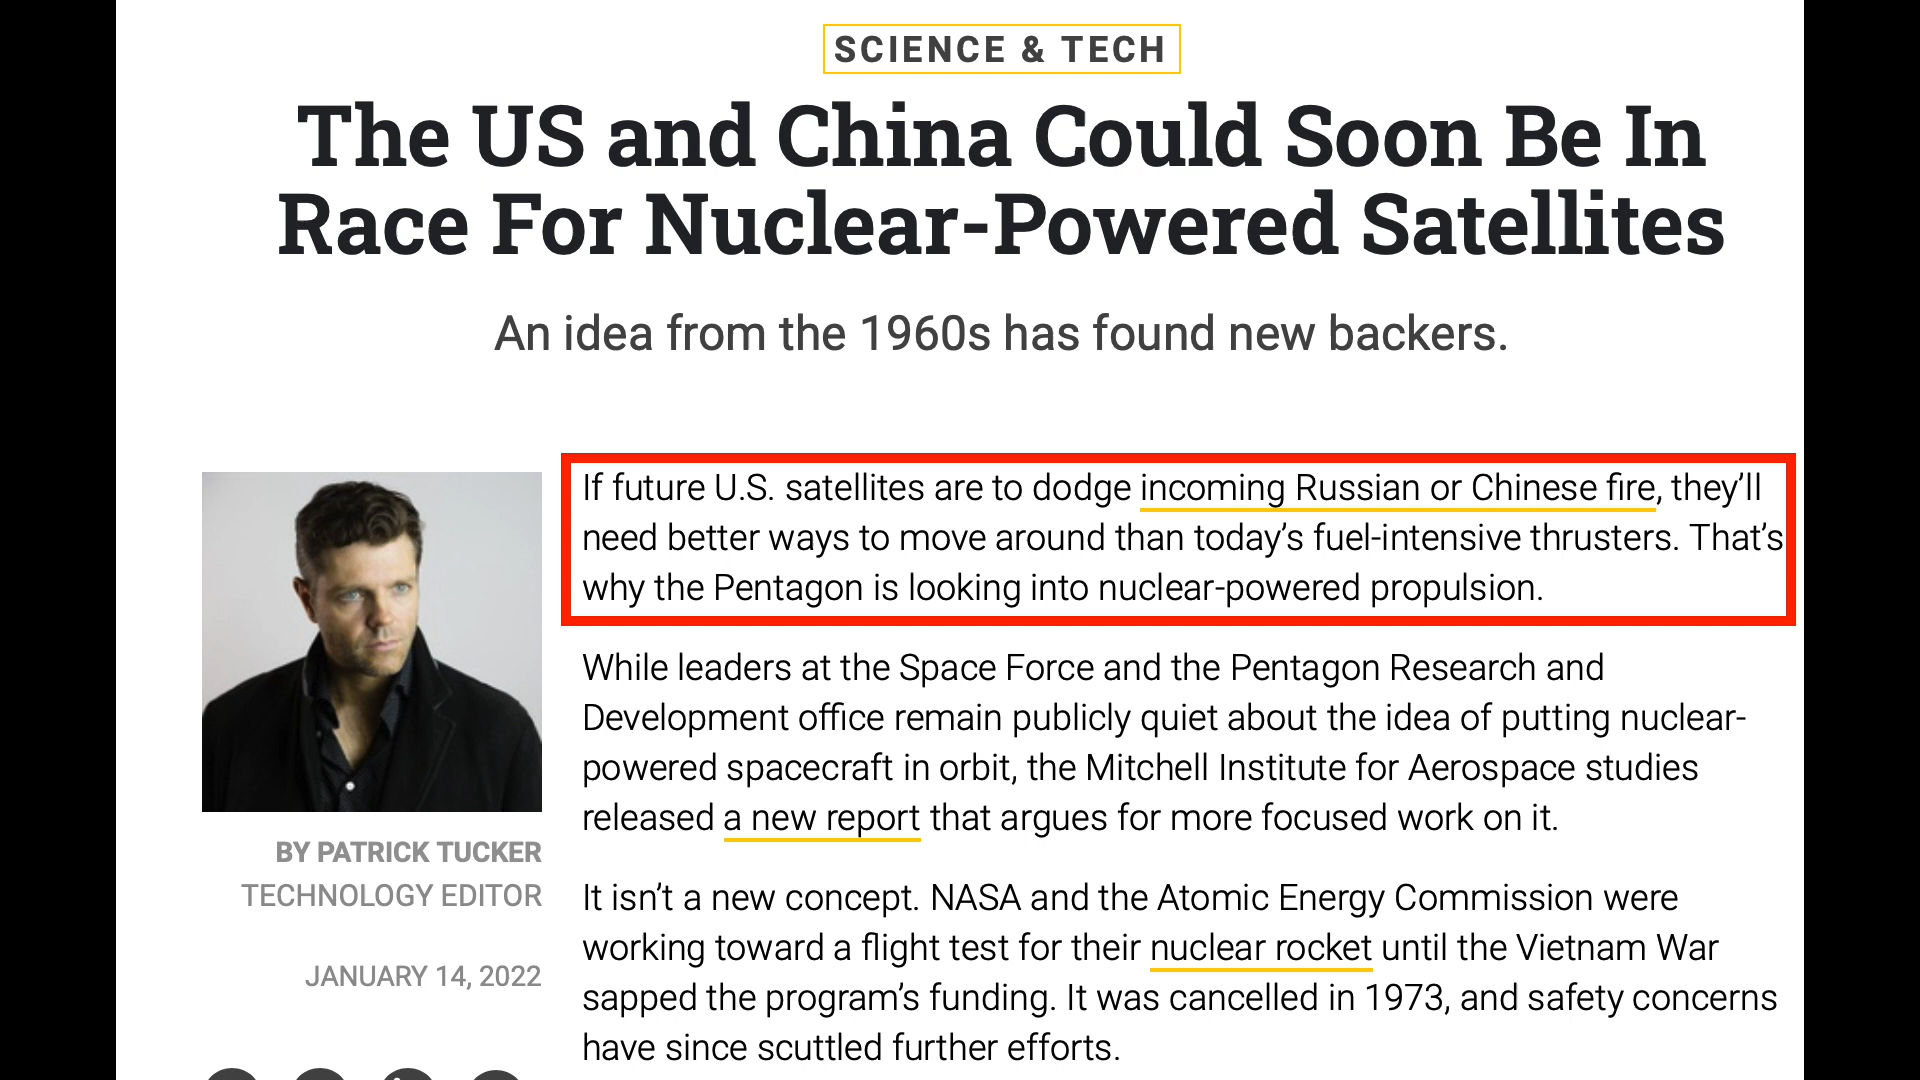 SCIENCE & TECH
The US and China Could Soon Be In
Race For Nuclear-Powered Satellites
An idea from the 1960s has found new backers.
BY PATRICK TUCKER
TECHNOLOGY EDITOR
JANUARY 14, 2022
If future U.S. satellites are to dodge incoming Russian or Chinese fire, they’ll
need better ways to move around than today’s fuel-intensive thrusters. That’s
why the Pentagon is looking into nuclear-powered propulsion.
While leaders at the Space Force and the Pentagon Research and
Development office remain publicly quiet about the idea of putting nuclear-
powered spacecraft in orbit, the Mitchell Institute for Aerospace studies
released a new report that argues for more focused work on it.
It isn’t a new concept. NASA and the Atomic Energy Commission were
working toward a flight test for their nuclear rocket until the Vietnam War
sapped the program’s funding. It was cancelled in 1973, and safety concerns
have since scuttled further efforts.